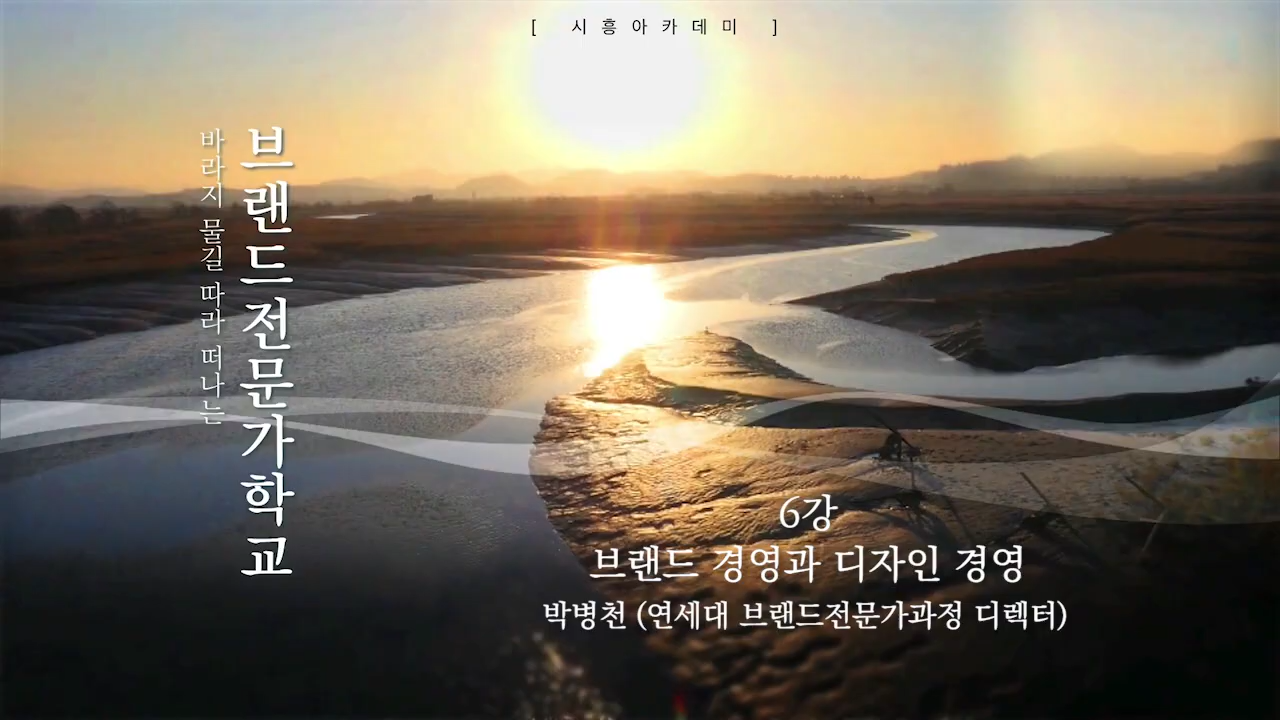 [ 시흥아카데미 ]
바라지 물길 따라 떠나는
브랜드전문가학교
6강
브랜드 경영과 디자인 경영
박병천 (연세대 브랜드전문가과정 디렉터)